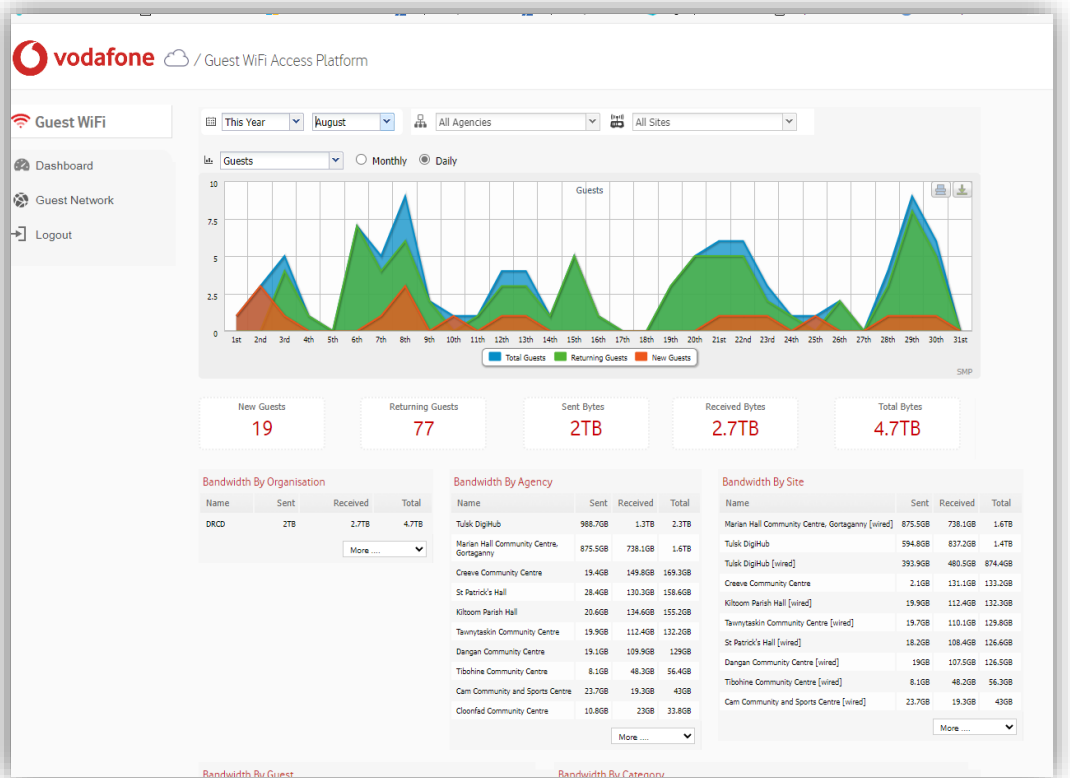 vodafone / Guest WiFi Access Platform
Guest WiFi
Dashboard
Guest Network
Logout
This Year August All Agencies All Sites
Guests Monthly Daily
Guests
10
7.5
5
2.5
0
1st 2nd 3rd 4th 5th 6th 7th 8th 9th 10th 11th 12th 13th 14th 15th 16th 17th 18th 19th 20th 21st 22nd 23rd 24th 25th 26th 27th 28th 29th 30th 31st
Total Guests Returning Guests New Guests
SMP
New Guests Returning Guests Sent Bytes Received Bytes Total Bytes
19 77 2TB 2.7TB 4.7TB
Bandwidth By Organisation
Name Sent Received Total
DRCD 2TB 2.7TB 4.7TB
More ....
Bandwidth By Agency
Name Sent Received Total
Tulsk DigiHub 988.7GB 1.3TB 2.3TB
Marian Hall Community Centre,
Gortaganny 875.5GB 738.1GB 1.6TB
Creeve Community Centre 19.4GB 149.8GB 169.3GB
St Patrick's Hall 28.4GB 130.3GB 158.6GB
Kiltoom Parish Hall 20.6GB 134.6GB 155.2GB
Tawnytaskin Community Centre 19.9GB 112.4GB 132.2GB
Dangan Community Centre 19.1GB 109.9GB 129GB
Tibohine Community Centre 8.1GB 48.3GB 56.4GB
Cam Community and Sports Centre 23.7GB 19.3GB 43GB
Cloonfad Community Centre 10.8GB 23GB 33.8GB
More ....
Bandwidth By Site
Name Sent Received Total
Marian Hall Community Centre, Gortaganny [wired] 875.5GB 738.1GB 1.6TB
Tulsk DigiHub 594.8GB 837.2GB 1.4TB
Tulsk DigiHub [wired] 393.9GB 480.5GB 874.4GB
Creeve Community Centre 2.1GB 131.1GB 133.2GB
Kiltoom Parish Hall [wired] 19.9GB 112.4GB 132.3GB
Tawnytaskin Community Centre [wired] 19.7GB 110.1GB 129.8GB
St Patrick's Hall [wired] 18.2GB 108.4GB 126.6GB
Dangan Community Centre [wired] 19GB 107.5GB 126.5GB
Tibohine Community Centre [wired] 8.1GB 48.2GB 56.3GB
Cam Community and Sports Centre [wired] 23.7GB 19.3GB 43GB
More ....
Bandwidth By Guest Bandwidth By Category